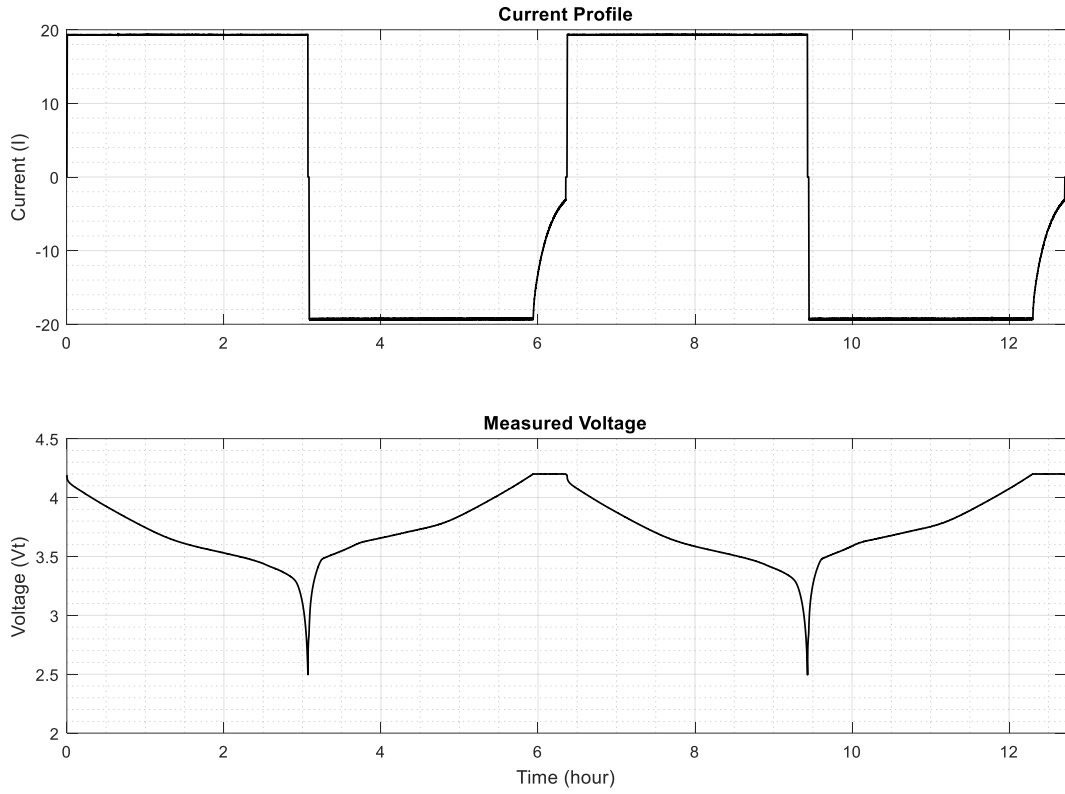 Current Profile
20
10
0
-10
-20
Current (I)
0 2 4 6 8 10 12
Measured Voltage
4.5
4
3.5
3
2.5
2
Voltage (Vt)
0 2 4 6 8 10 12
Time (hour)